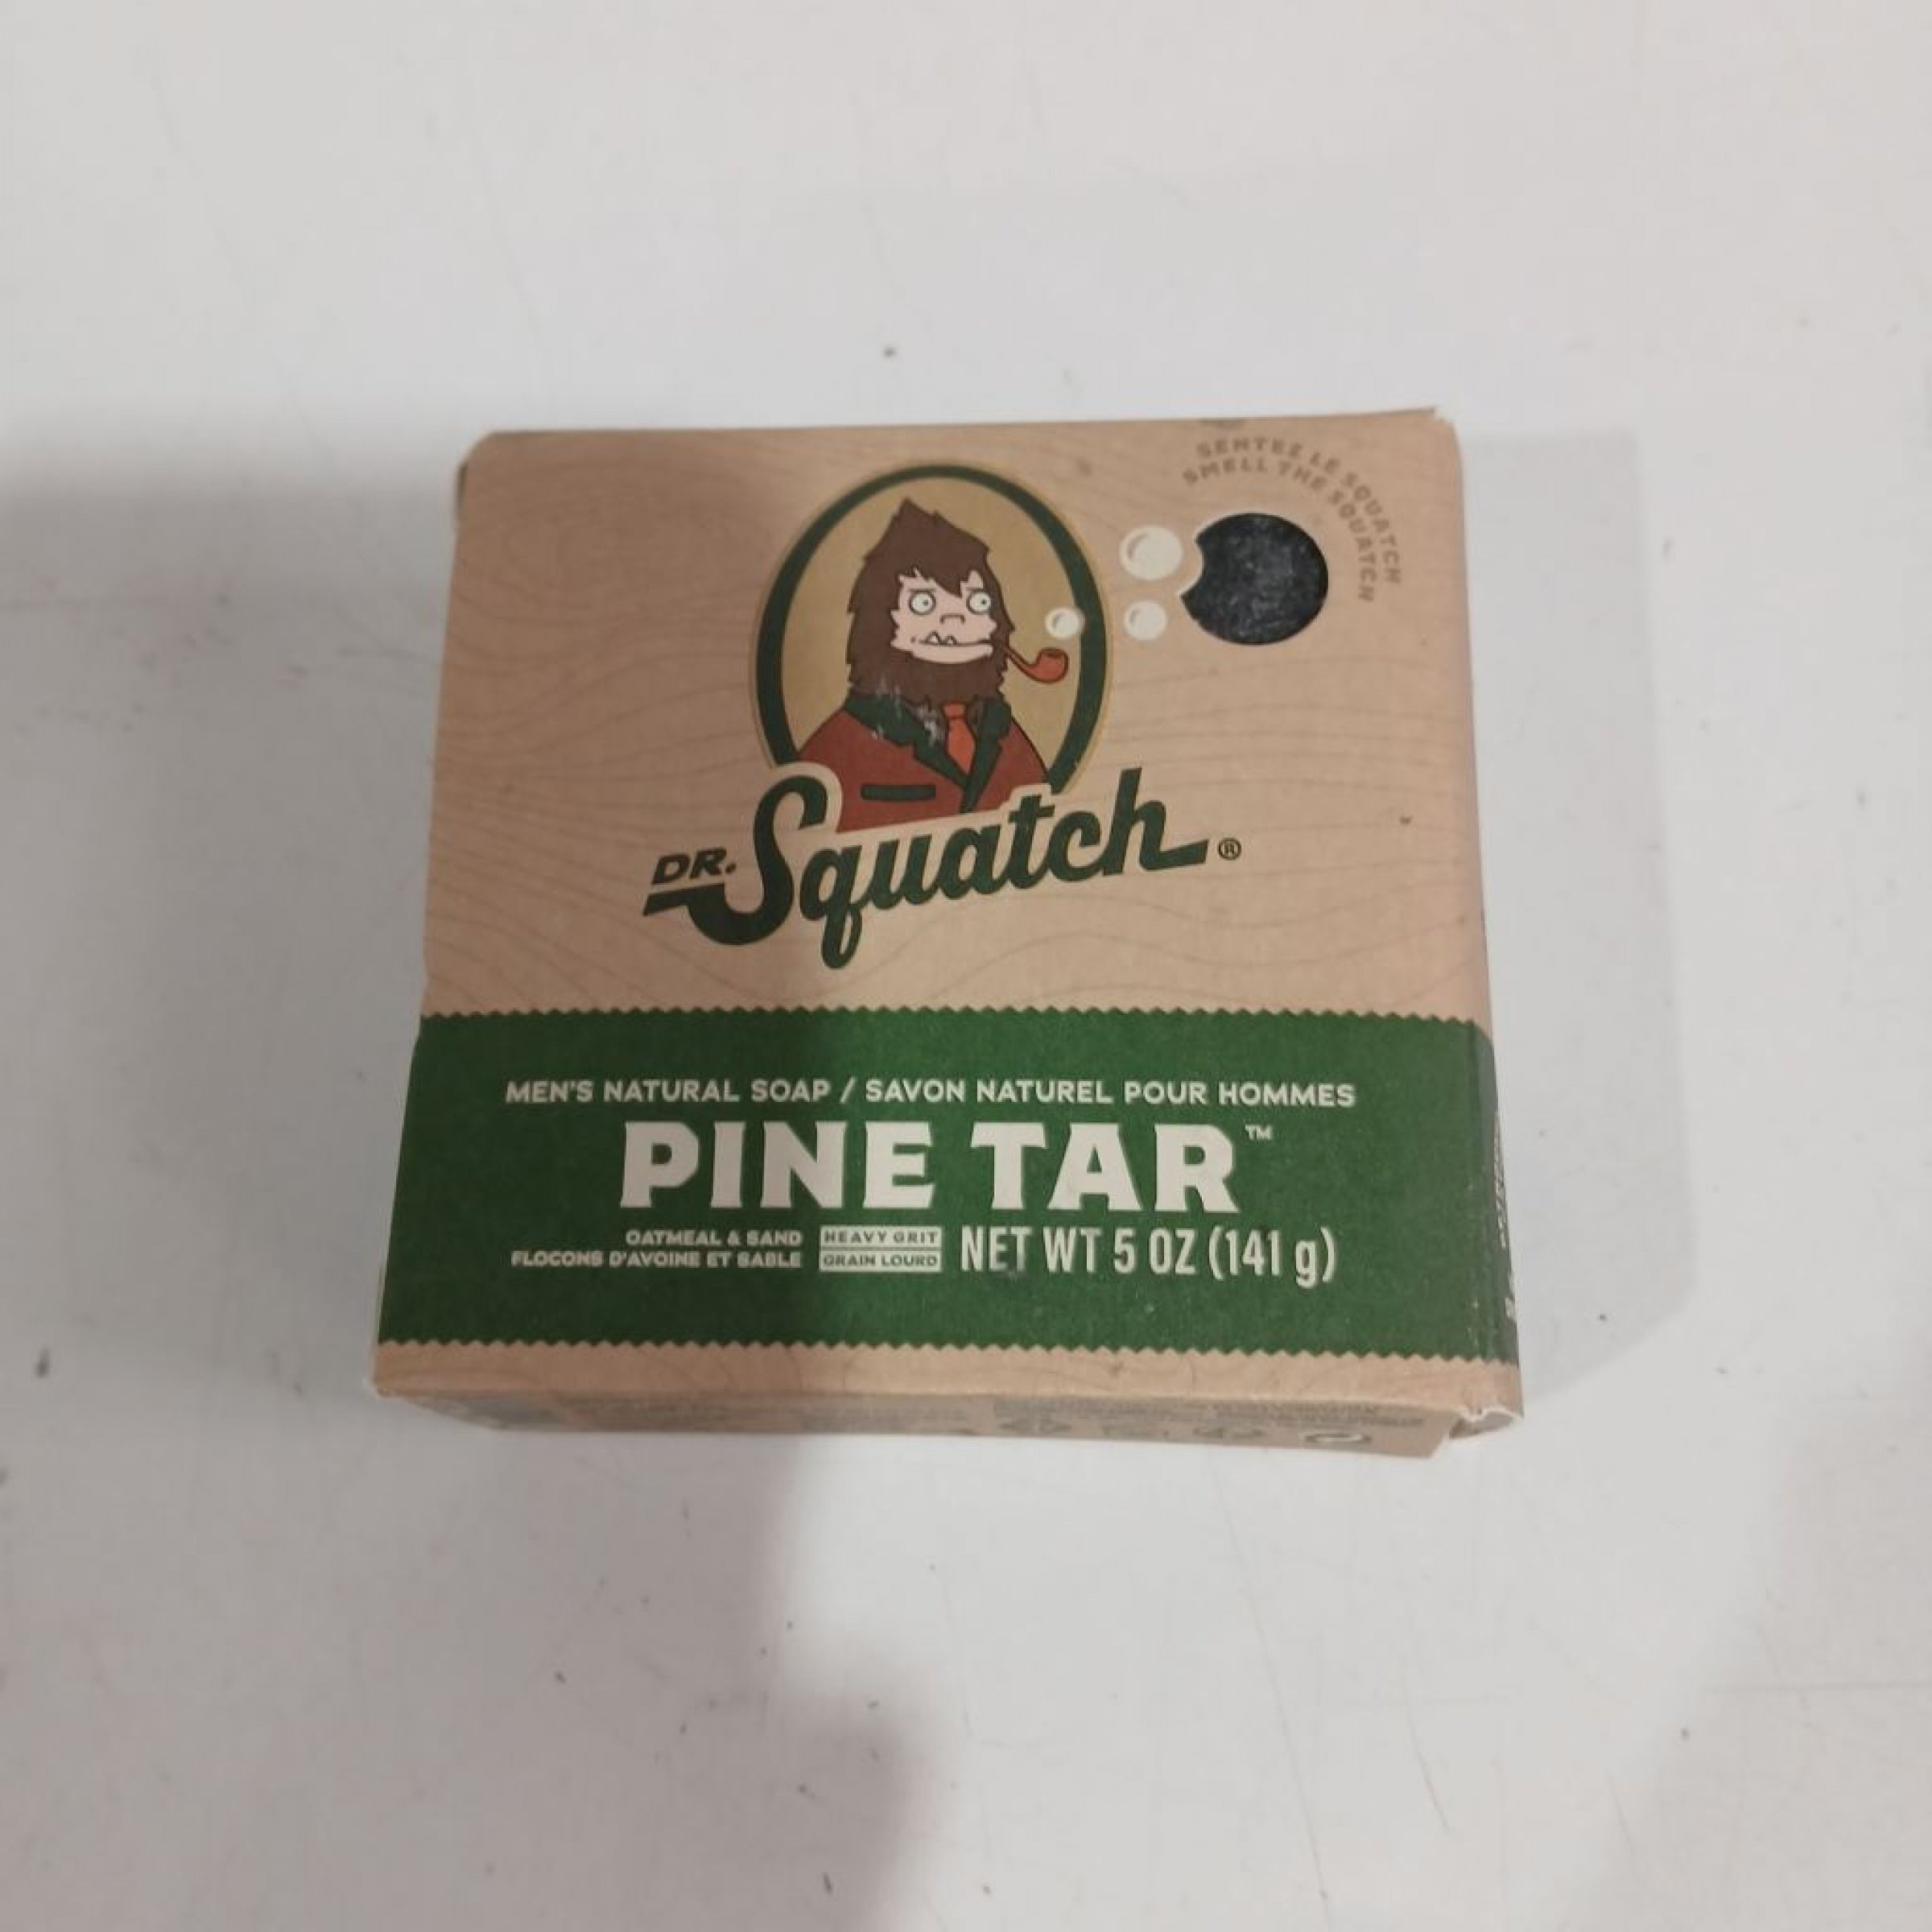 SENTEZ LE SQUATCH
SMELL THE SQUATCH
DR. Squatch®
MEN'S NATURAL SOAP / SAVON NATUREL POUR HOMMES
PINE TAR™
OATMEAL & SAND
FLOCONS D'AVOINE ET SABLE
HEAVY GRIT
GRAIN LOURD
NET WT 5 OZ (141 g)